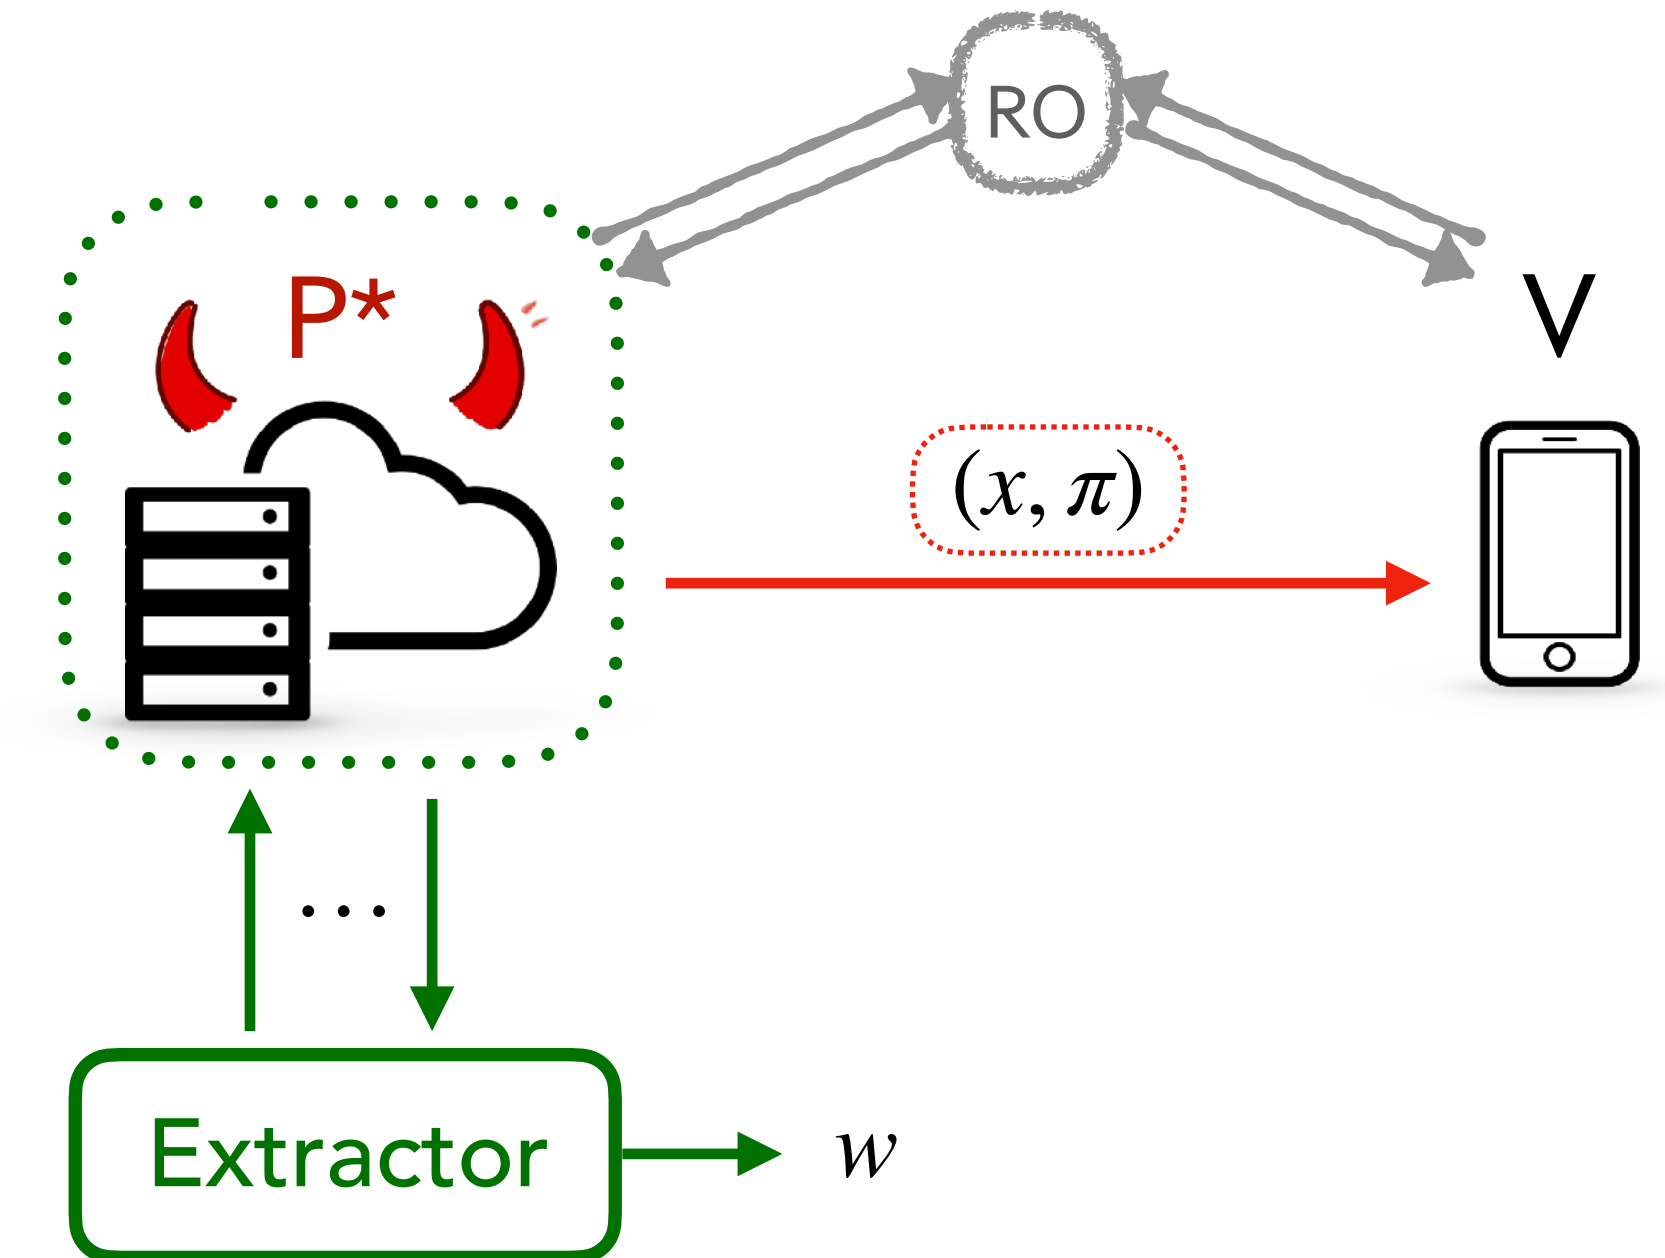 RO
P*
V
(x, π)
...
Extractor
w